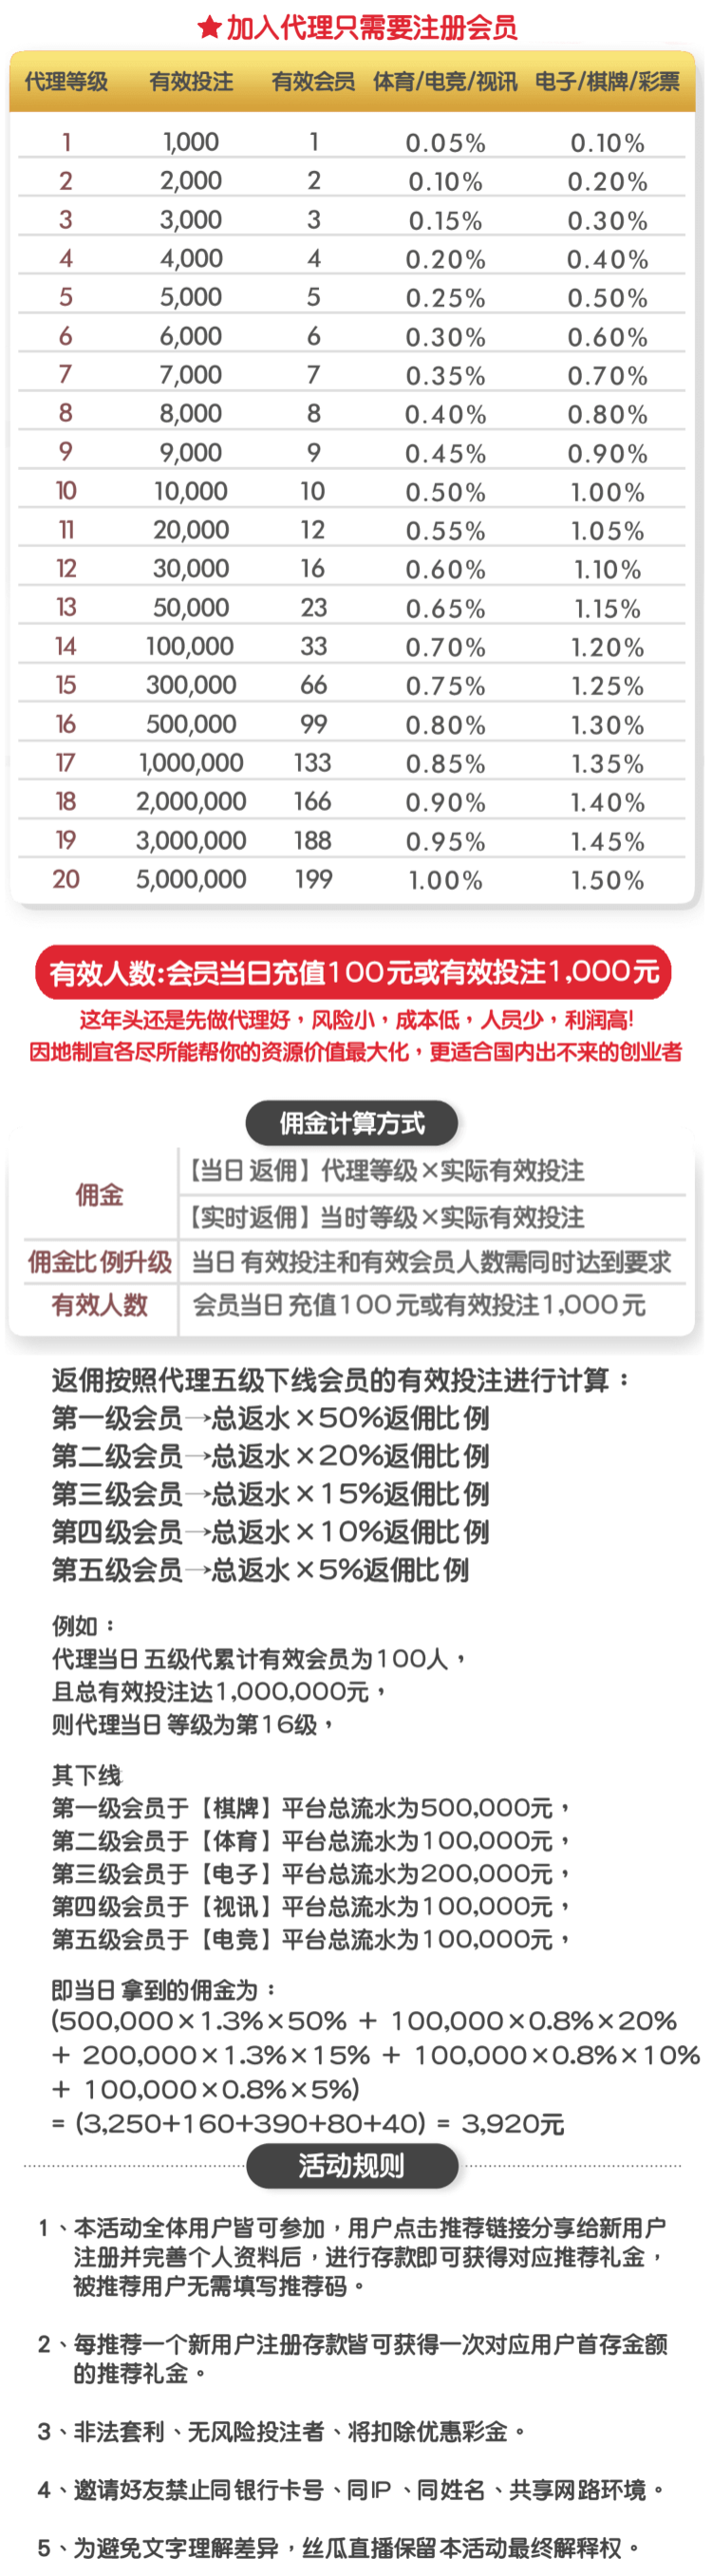 ★加入代理只需要注册会员
代理等级 有效投注 有效会员 体育/电竞/视讯 电子/棋牌/彩票
1 1,000 1 0.05% 0.10%
2 2,000 2 0.10% 0.20%
3 3,000 3 0.15% 0.30%
4 4,000 4 0.20% 0.40%
5 5,000 5 0.25% 0.50%
6 6,000 6 0.30% 0.60%
7 7,000 7 0.35% 0.70%
8 8,000 8 0.40% 0.80%
9 9,000 9 0.45% 0.90%
10 10,000 10 0.50% 1.00%
11 20,000 12 0.55% 1.05%
12 30,000 16 0.60% 1.10%
13 50,000 23 0.65% 1.15%
14 100,000 33 0.70% 1.20%
15 300,000 66 0.75% 1.25%
16 500,000 99 0.80% 1.30%
17 1,000,000 133 0.85% 1.35%
18 2,000,000 166 0.90% 1.40%
19 3,000,000 188 0.95% 1.45%
20 5,000,000 199 1.00% 1.50%
有效人数:会员当日充值100元或有效投注1,000元
这年头还是先做代理好，风险小，成本低，人员少，利润高!
因地制宜各尽所能帮你的资源价值最大化，更适合国内出不来的创业者
佣金计算方式
佣金
【当日返佣】代理等级×实际有效投注
【实时返佣】当时等级×实际有效投注
佣金比例升级 当日有效投注和有效会员人数需同时达到要求
有效人数 会员当日充值100元或有效投注1,000元
返佣按照代理五级下线会员的有效投注进行计算：
第一级会员→总返水×50%返佣比例
第二级会员→总返水×20%返佣比例
第三级会员→总返水×15%返佣比例
第四级会员→总返水×10%返佣比例
第五级会员→总返水×5%返佣比例
例如：
代理当日五级代累计有效会员为100人，
且总有效投注达1,000,000元，
则代理当日等级为第16级，
其下线
第一级会员于【棋牌】平台总流水为500,000元，
第二级会员于【体育】平台总流水为100,000元，
第三级会员于【电子】平台总流水为200,000元，
第四级会员于【视讯】平台总流水为100,000元，
第五级会员于【电竞】平台总流水为100,000元，
即当日拿到的佣金为：
(500,000×1.3%×50% + 100,000×0.8%×20%
+ 200,000×1.3%×15% + 100,000×0.8%×10%
+ 100,000×0.8%×5%)
= (3,250+160+390+80+40) = 3,920元
活动规则
1、本活动全体用户皆可参加，用户点击推荐链接分享给新用户
注册并完善个人资料后，进行存款即可获得对应推荐礼金，
被推荐用户无需填写推荐码。
2、每推荐一个新用户注册存款皆可获得一次对应用户首存金额
的推荐礼金。
3、非法套利、无风险投注者、将扣除优惠彩金。
4、邀请好友禁止同银行卡号、同IP、同姓名、共享网路环境。
5、为避免文字理解差异，丝瓜直播保留本活动最终解释权。